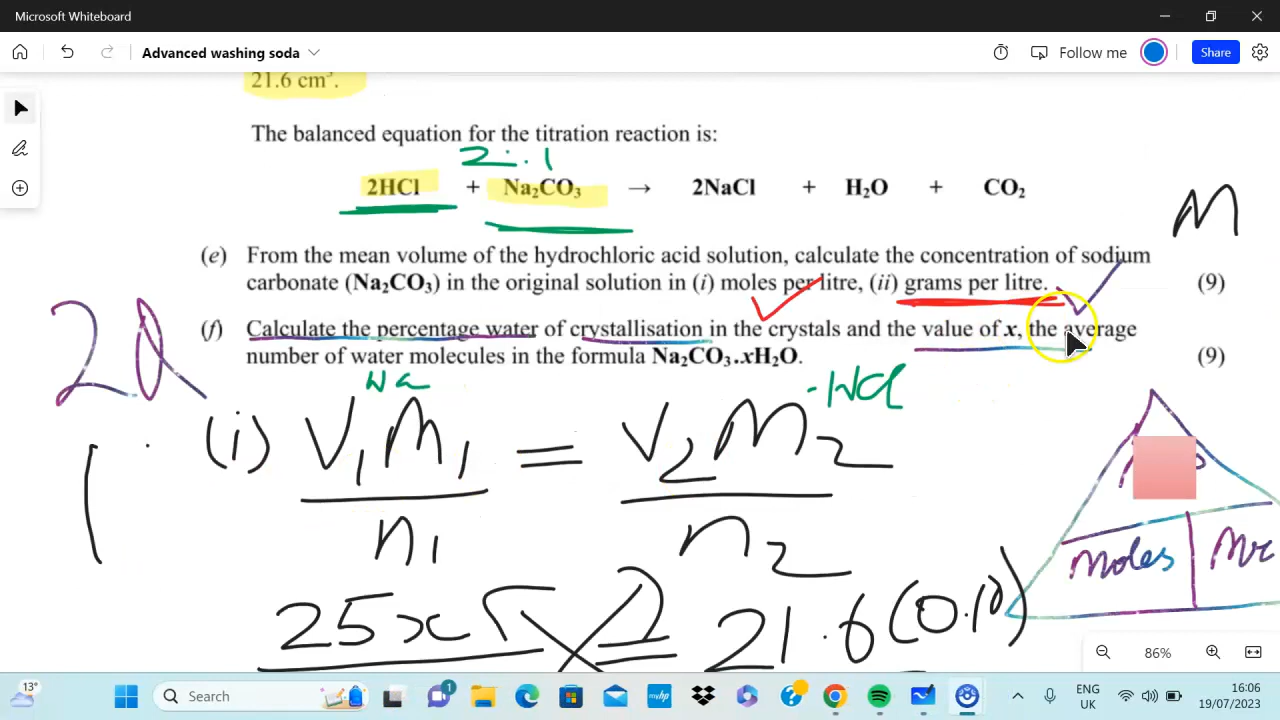 Microsoft Whiteboard
Advanced washing soda
Follow me
Share
21.6 cm³.
The balanced equation for the titration reaction is:
2 : 1
2HCl + Na₂CO₃ → 2NaCl + H₂O + CO₂
M
(e) From the mean volume of the hydrochloric acid solution, calculate the concentration of sodium
carbonate (Na₂CO₃) in the original solution in (i) moles per litre, (ii) grams per litre. (9)
(f) Calculate the percentage water of crystallisation in the crystals and the value of x, the average
number of water molecules in the formula Na₂CO₃.xH₂O. (9)
Na
HCl
(i) V₁M₁ = V₂M₂
n₁ n₂
moles Mr
25 x 21.6 (0.10)
86%
13°
Search
1
ENG
UK
16:06
19/07/2023